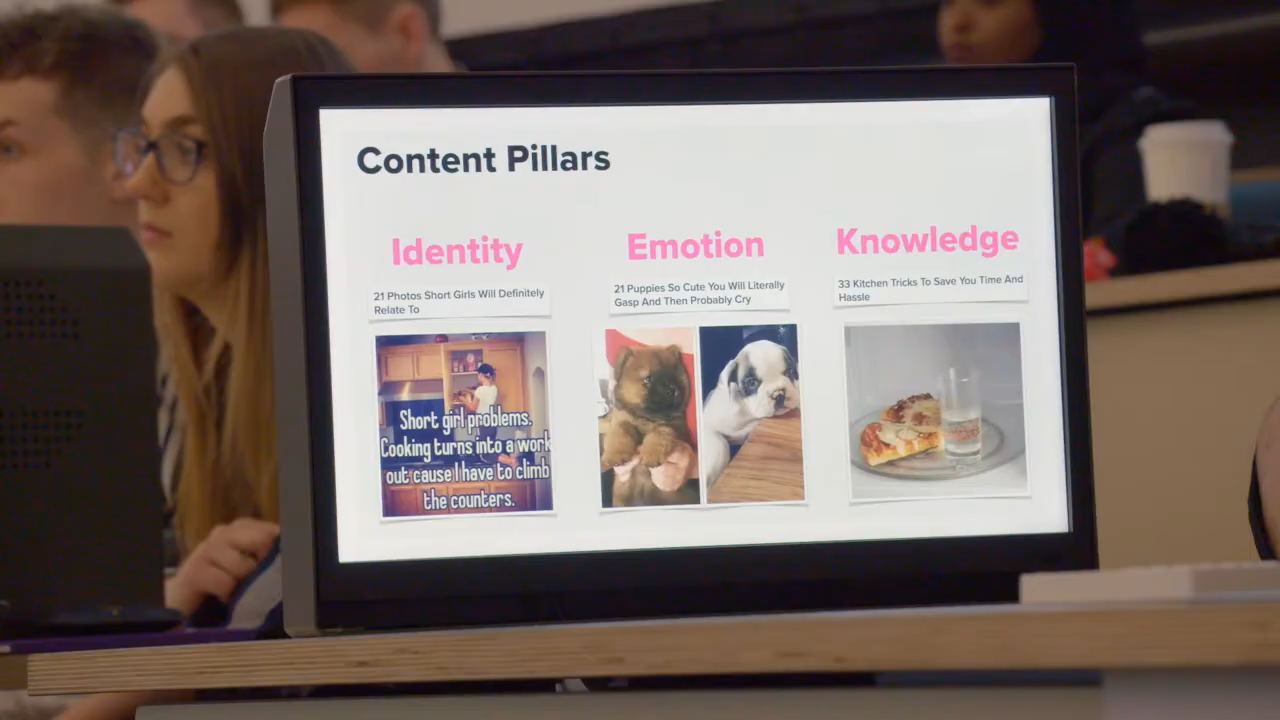 Content Pillars
Identity
21 Photos Short Girls Will Definitely
Relate To
Short girl problems.
Cooking turns into a work
out cause I have to climb
the counters.
Emotion
21 Puppies So Cute You Will Literally
Gasp And Then Probably Cry
Knowledge
33 Kitchen Tricks To Save You Time And
Hassle